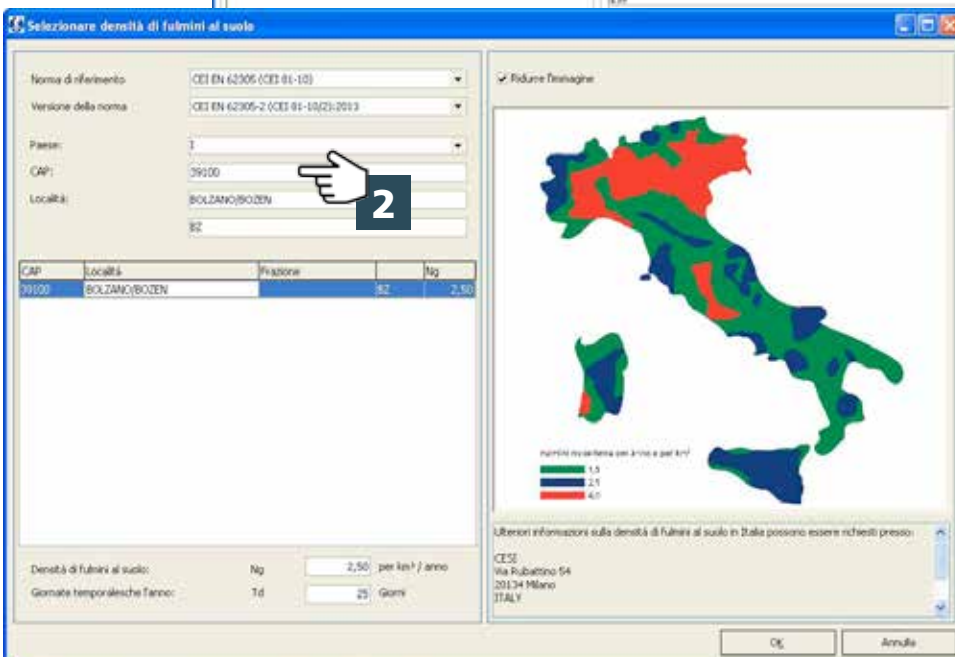 Selezionare densità di fulmini al suolo
Norma di riferimento CEI EN 62305 (CEI 81-10)
Versione della norma CEI EN 62305-2 (CEI 81-10/2):2013
Paese: I
CAP: 39100
Località: BOLZANO/BOZEN
BZ
2
CAP Località Frazione Ng
39100 BOLZANO/BOZEN BZ 2,50
Densità di fulmini al suolo: Ng 2,50 per km² / anno
Giornate temporalesche l'anno: Td 25 Giorni
Ridurre l'immagine
per anno e per km²
1,5
2,5
4,0
Ulteriori informazioni sulla densità di fulmini al suolo in Italia possono essere richiesti presso:
CESI
Via Rubattino 54
20134 Milano
ITALY
OK Annulla